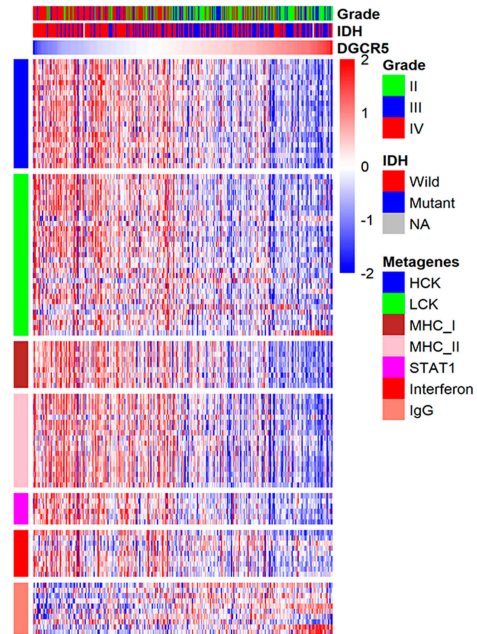 Grade
IDH
DGCR5
2
1
0
-1
-2
Grade
II
III
IV
IDH
Wild
Mutant
NA
Metagenes
HCK
LCK
MHC_I
MHC_II
STAT1
Interferon
IgG